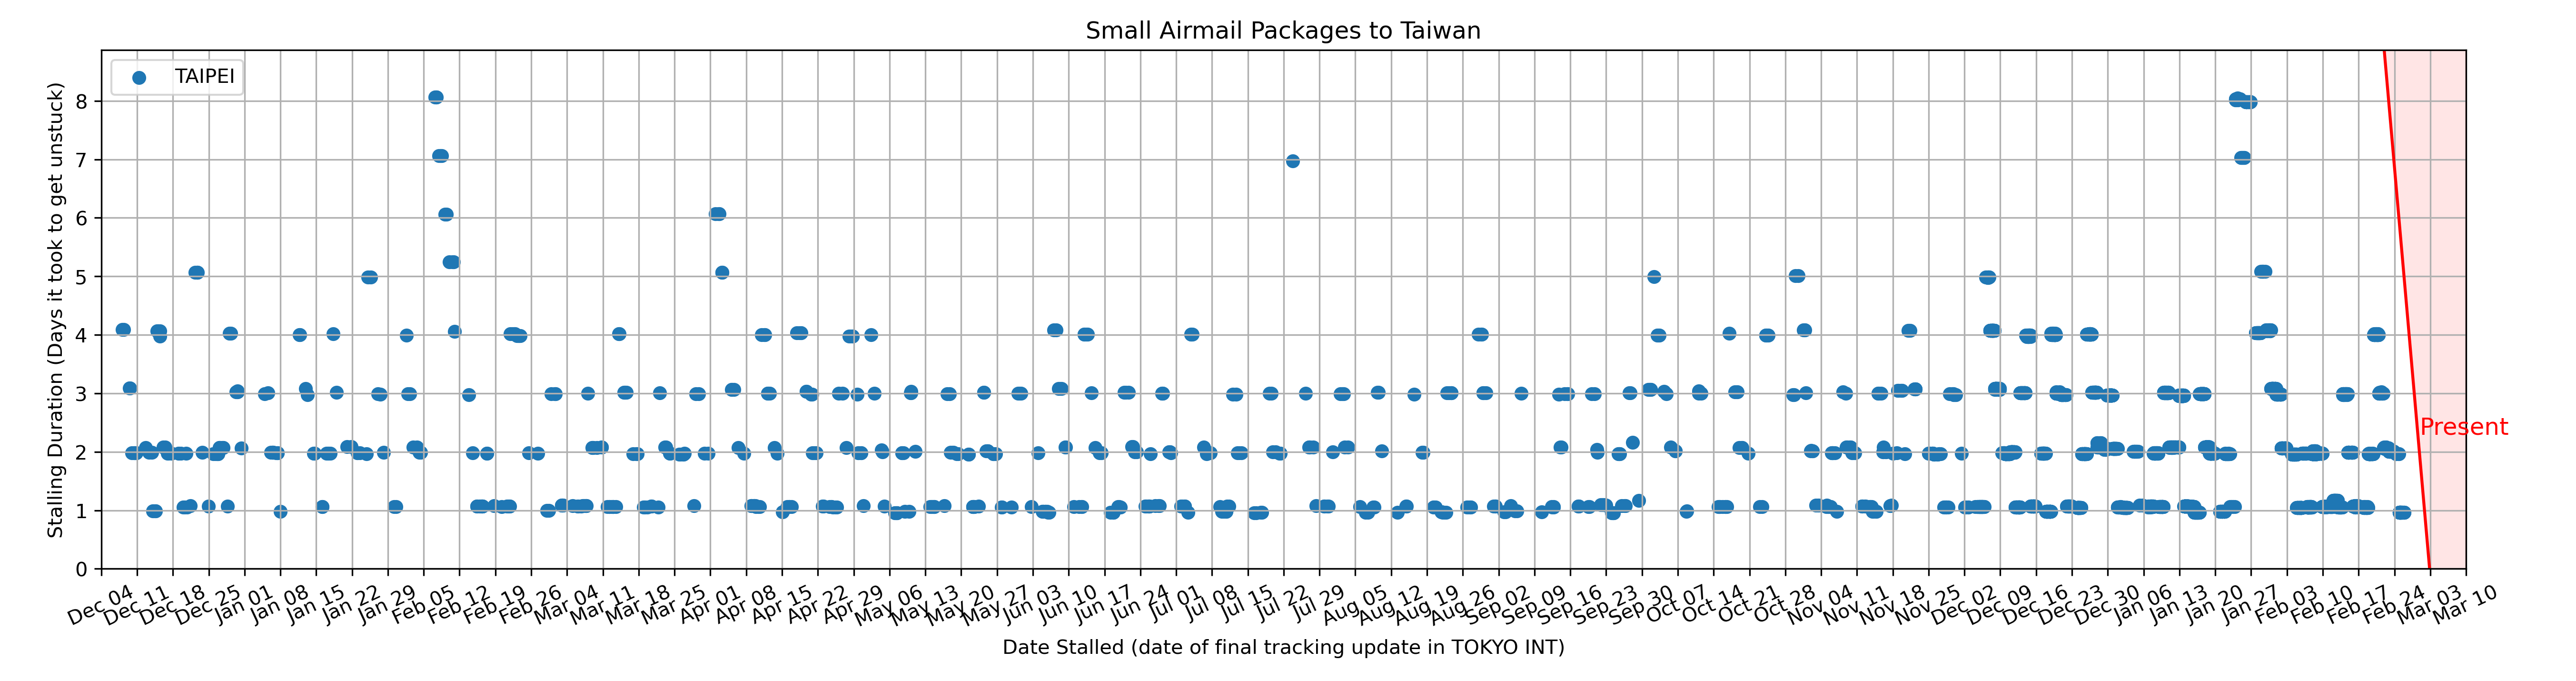 Small Airmail Packages to Taiwan
TAIPEI
Stalling Duration (Days it took to get unstuck)
8
7
6
5
4
3
2
1
0
Present
Dec 04
Dec 11
Dec 18
Dec 25
Jan 01
Jan 08
Jan 15
Jan 22
Jan 29
Feb 05
Feb 12
Feb 19
Feb 26
Mar 04
Mar 11
Mar 18
Mar 25
Apr 01
Apr 08
Apr 15
Apr 22
Apr 29
May 06
May 13
May 20
May 27
Jun 03
Jun 10
Jun 17
Jun 24
Jul 01
Jul 08
Jul 15
Jul 22
Jul 29
Aug 05
Aug 12
Aug 19
Aug 26
Sep 02
Sep 09
Sep 16
Sep 23
Sep 30
Oct 07
Oct 14
Oct 21
Oct 28
Nov 04
Nov 11
Nov 18
Nov 25
Dec 02
Dec 09
Dec 16
Dec 23
Dec 30
Jan 06
Jan 13
Jan 20
Jan 27
Feb 03
Feb 10
Feb 17
Feb 24
Mar 03
Mar 10
Date Stalled (date of final tracking update in TOKYO INT)